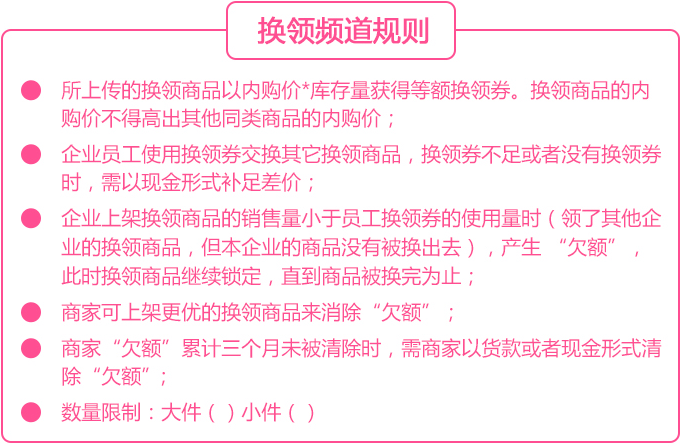 换领频道规则
所上传的换领商品以内购价*库存量获得等额换领券。换领商品的内
购价不得高出其他同类商品的内购价；
企业员工使用换领券交换其它换领商品，换领券不足或者没有换领券
时，需以现金形式补足差价；
企业上架换领商品的销售量小于员工换领券的使用量时（领了其他企
业的换领商品，但本企业的商品没有被换出去），产生 “欠额”，
此时换领商品继续锁定，直到商品被换完为止；
商家可上架更优的换领商品来消除“欠额” ；
商家“欠额”累计三个月未被清除时，需商家以货款或者现金形式清
除“欠额”;
数量限制：大件（ ）小件（ ）